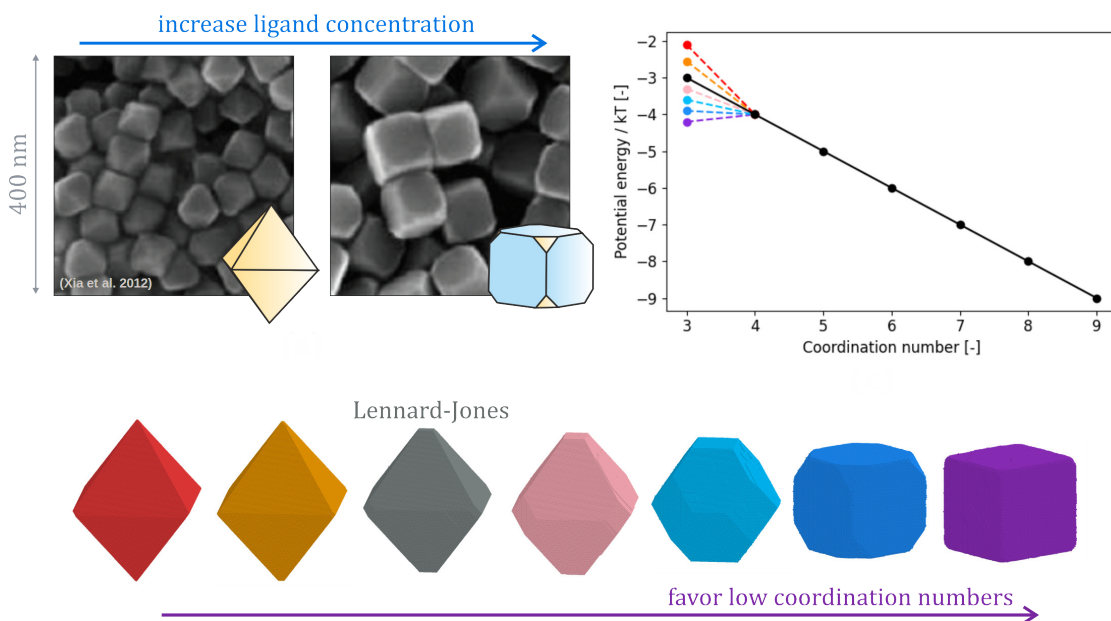 increase ligand concentration
400 nm
(Xia et al. 2012)
Potential energy / kT [-]
−2
−3
−4
−5
−6
−7
−8
−9
3 4 5 6 7 8 9
Coordination number [-]
Lennard-Jones
favor low coordination numbers